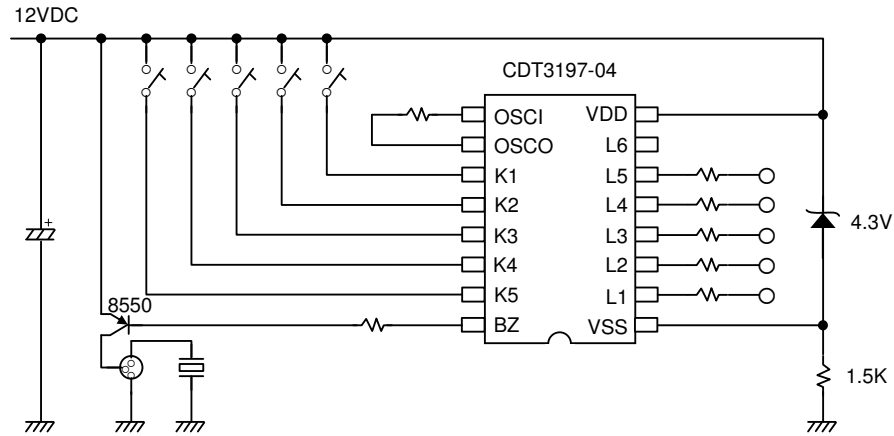 12VDC
CDT3197-04
OSCI
VDD
OSCO
L6
K1
L5
K2
L4
K3
L3
K4
L2
K5
L1
BZ
VSS
+
8550
4.3V
1.5K